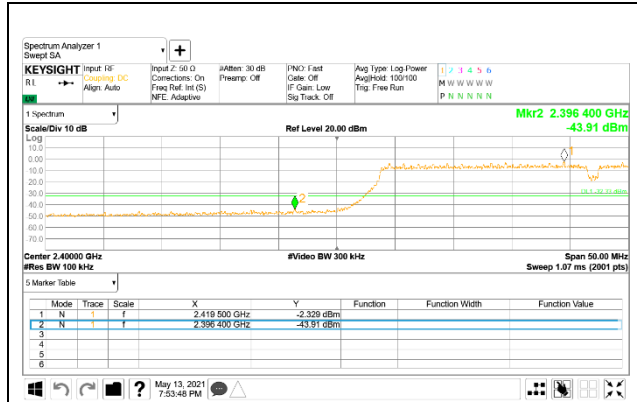 Spectrum Analyzer 1
Swept SA
KEYSIGHT Input: RF Input Z: 50 Ω #Atten: 30 dB PNO: Fast Avg Type: Log-Power 1 2 3 4 5 6
RL Coupling: DC Corrections: On Preamp: Off Gate: Off Avg|Hold: 100/100 M W W W W W
Align: Auto Freq Ref: Int (S) IF Gain: Low Trig: Free Run
NFE: Adaptive Sig Track: Off P N N N N N
1 Spectrum
Mkr2 2.396 400 GHz
Scale/Div 10 dB Ref Level 20.00 dBm -43.91 dBm
Log
10.0
0.00
10.0
20.0
30.0
40.0
50.0
60.0
-70.0
1
2
Center 2.40000 GHz #Video BW 300 kHz Span 50.00 MHz
#Res BW 100 kHz Sweep 1.07 ms (2001 pts)
5 Marker Table
Mode Trace Scale X Y Function Function Width Function Value
1 N 1 f 2.419 500 GHz -2.329 dBm
2 N 1 f 2.396 400 GHz -43.91 dBm
3
4
5
6
? May 13, 2021
7:53:48 PM